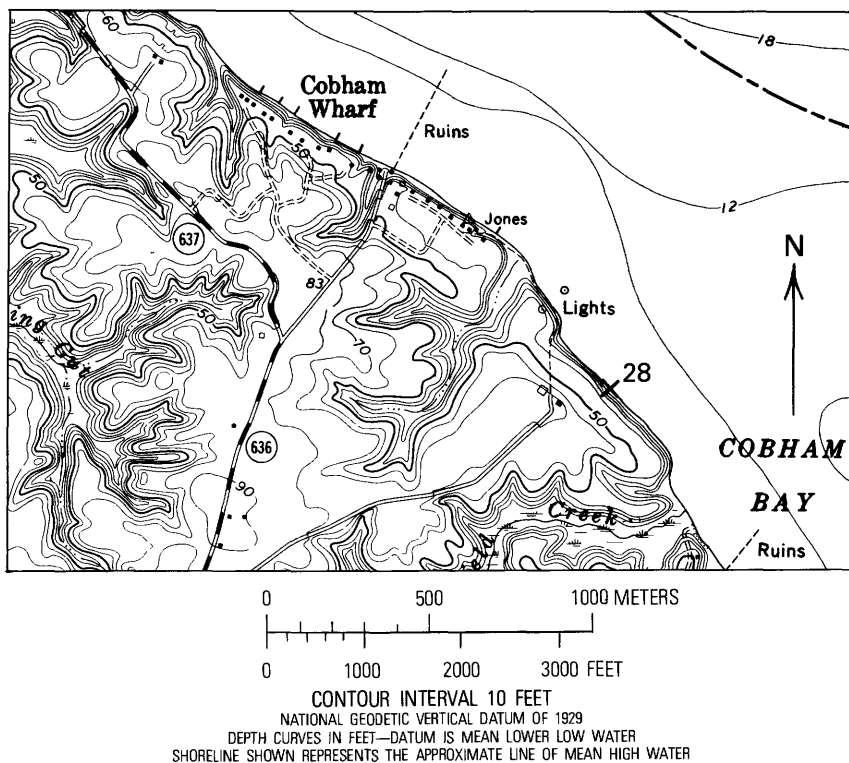 60
18
Cobham
Wharf
Ruins
50
12
50
Jones
637
N
83
Lights
50
70
28
50
636
COBHAM
BAY
90
Creek
Ruins
0 500 1000 METERS
0 1000 2000 3000 FEET
CONTOUR INTERVAL 10 FEET
NATIONAL GEODETIC VERTICAL DATUM OF 1929
DEPTH CURVES IN FEET—DATUM IS MEAN LOWER LOW WATER
SHORELINE SHOWN REPRESENTS THE APPROXIMATE LINE OF MEAN HIGH WATER